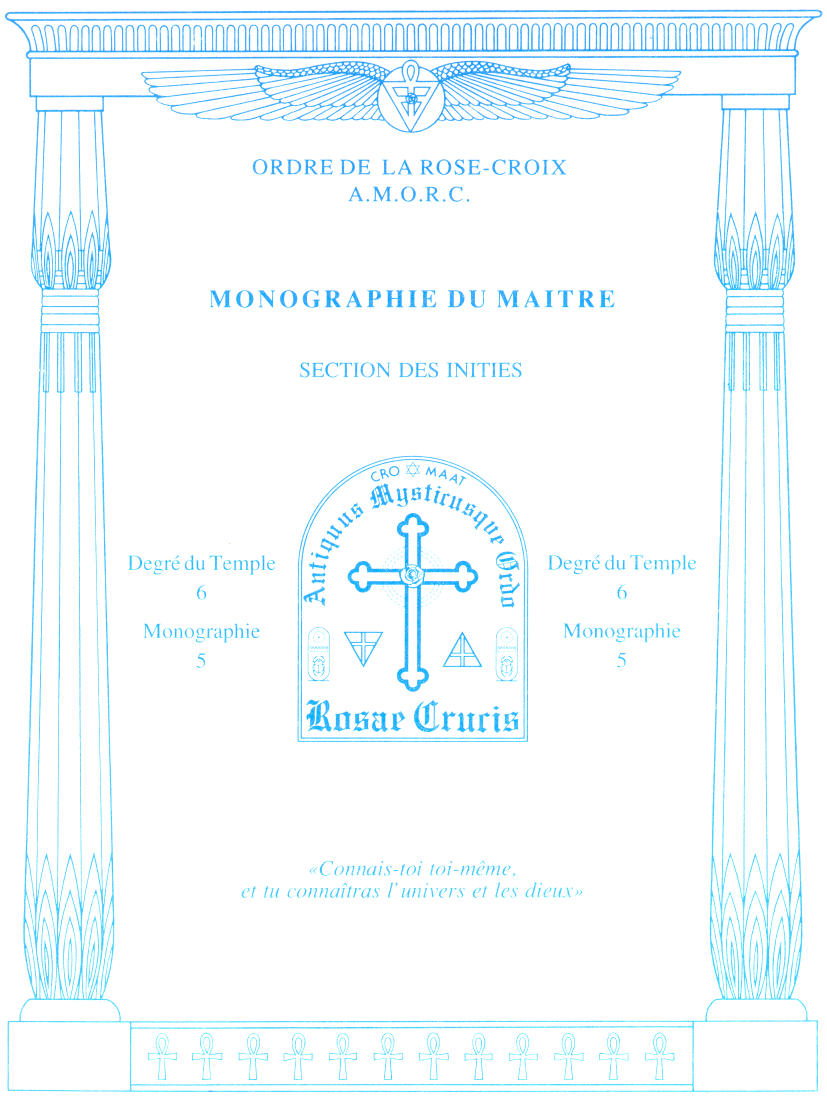 ORDRE DE LA ROSE-CROIX
A.M.O.R.C.
MONOGRAPHIE DU MAITRE
SECTION DES INITIES
CRO MAAT
Antiquus Mysticusque Ordo
Degré du Temple
6
Monographie
5
Degré du Temple
6
Monographie
5
Rosae Crucis
«Connais-toi toi-même,
et tu connaîtras l'univers et les dieux»